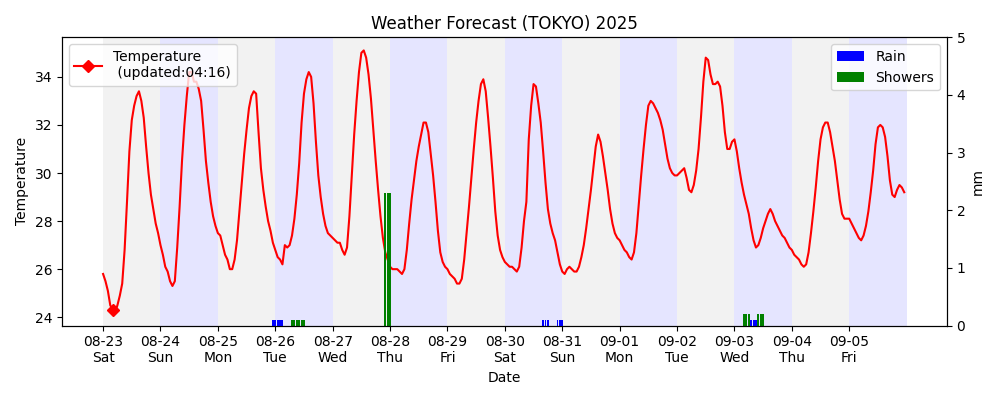 Weather Forecast (TOKYO) 2025
Temperature
(updated:04:16)
Rain
Showers
Temperature
34
32
30
28
26
24
5
4
3
2
1
0
mm
08-23 08-24 08-25 08-26 08-27 08-28 08-29 08-30 08-31 09-01 09-02 09-03 09-04 09-05
Sat Sun Mon Tue Wed Thu Fri Sat Sun Mon Tue Wed Thu Fri
Date